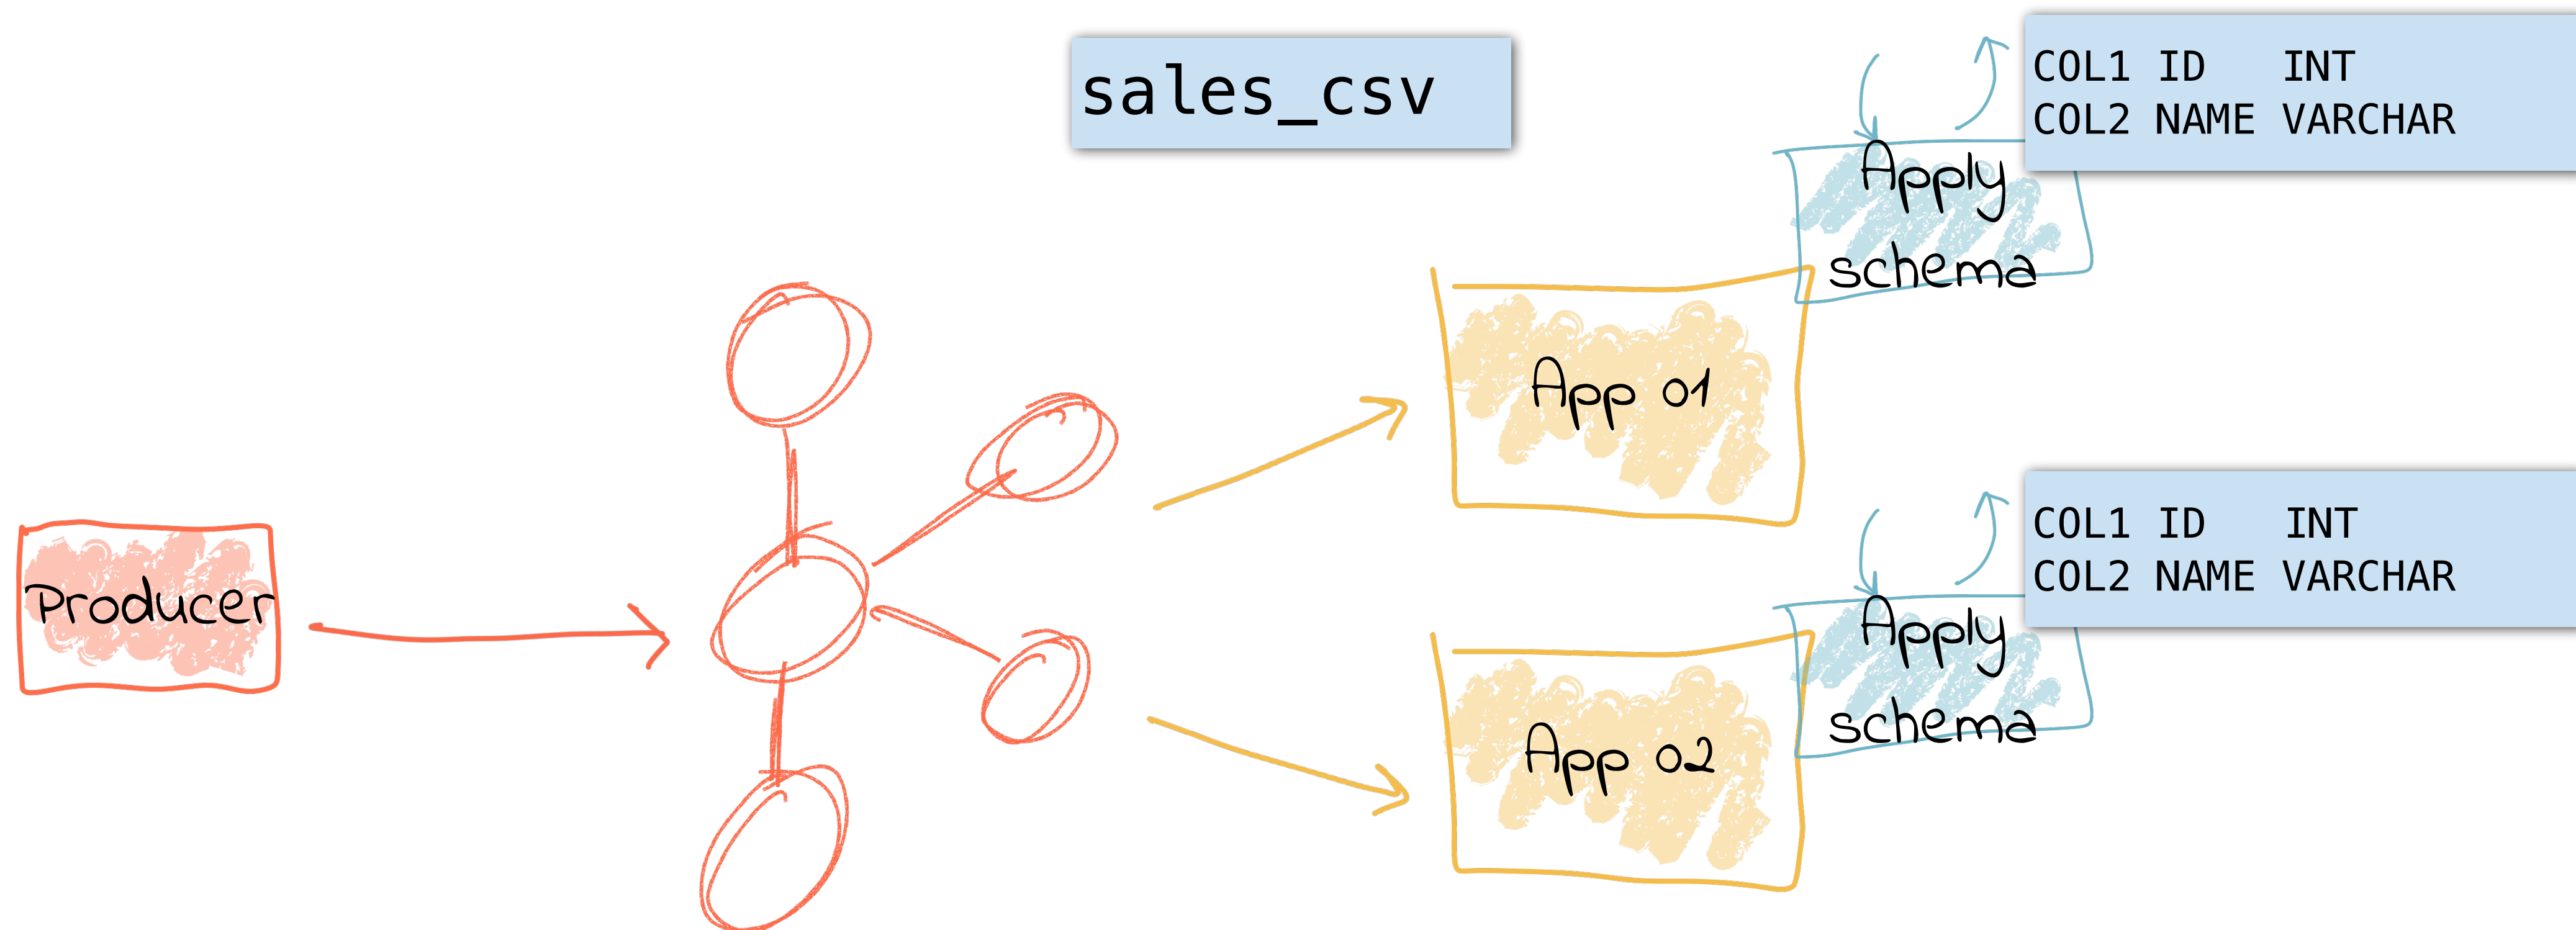 sales_csv
COL1 ID   INT
COL2 NAME VARCHAR
Apply
schema
App 01
Producer
COL1 ID   INT
COL2 NAME VARCHAR
Apply
schema
App 02